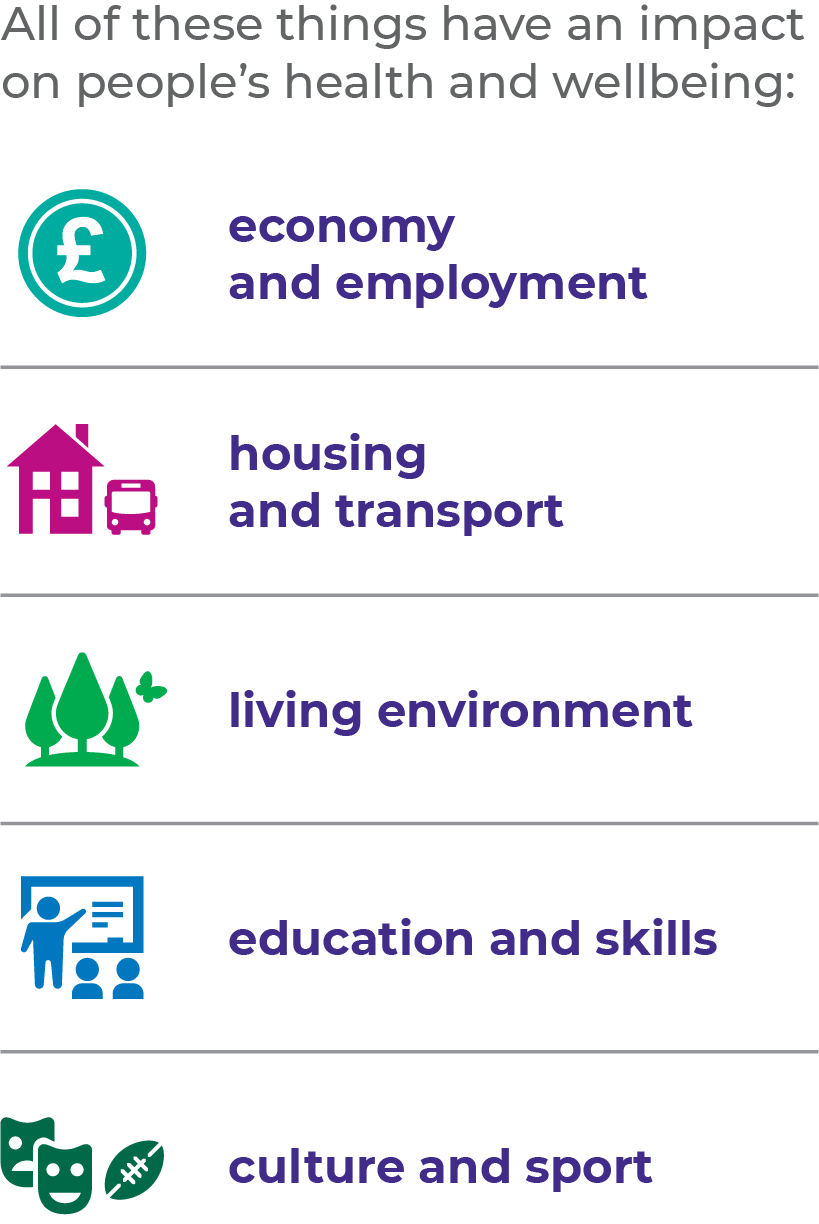 All of these things have an impact
on people’s health and wellbeing:
£
economy
and employment
housing
and transport
living environment
education and skills
culture and sport